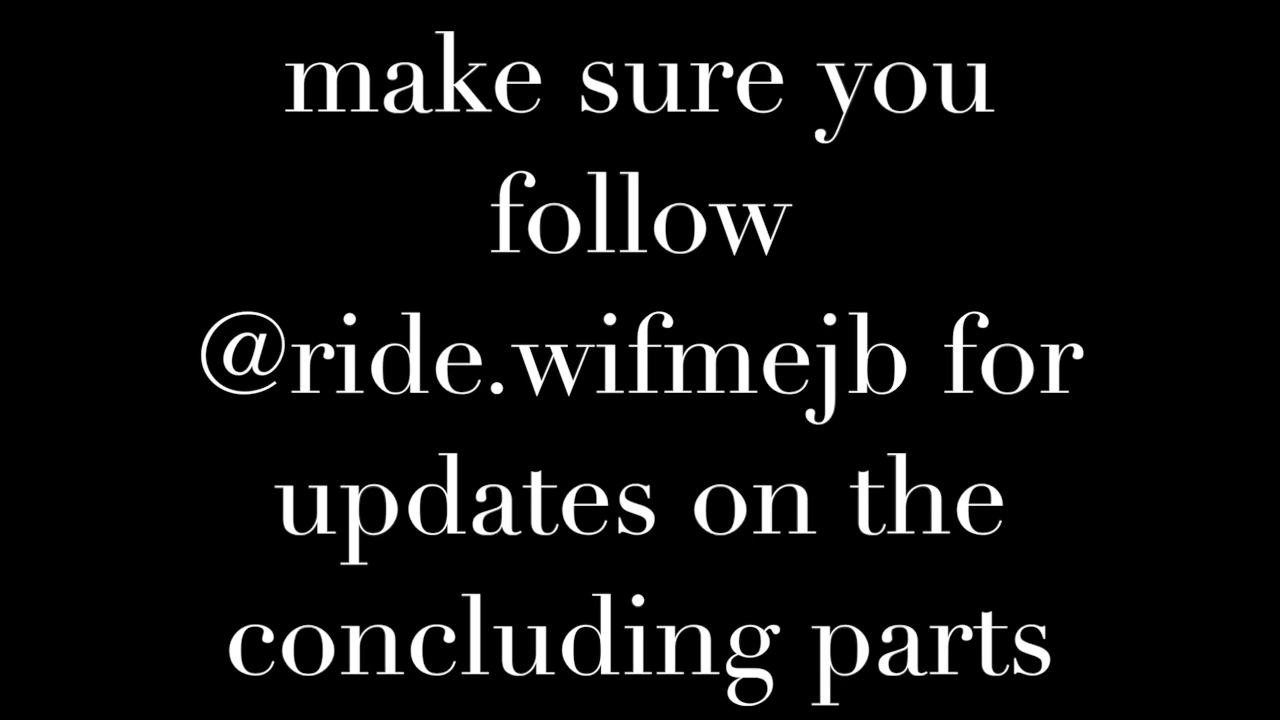 make sure you
follow
@ride.wifmejb for
updates on the
concluding parts